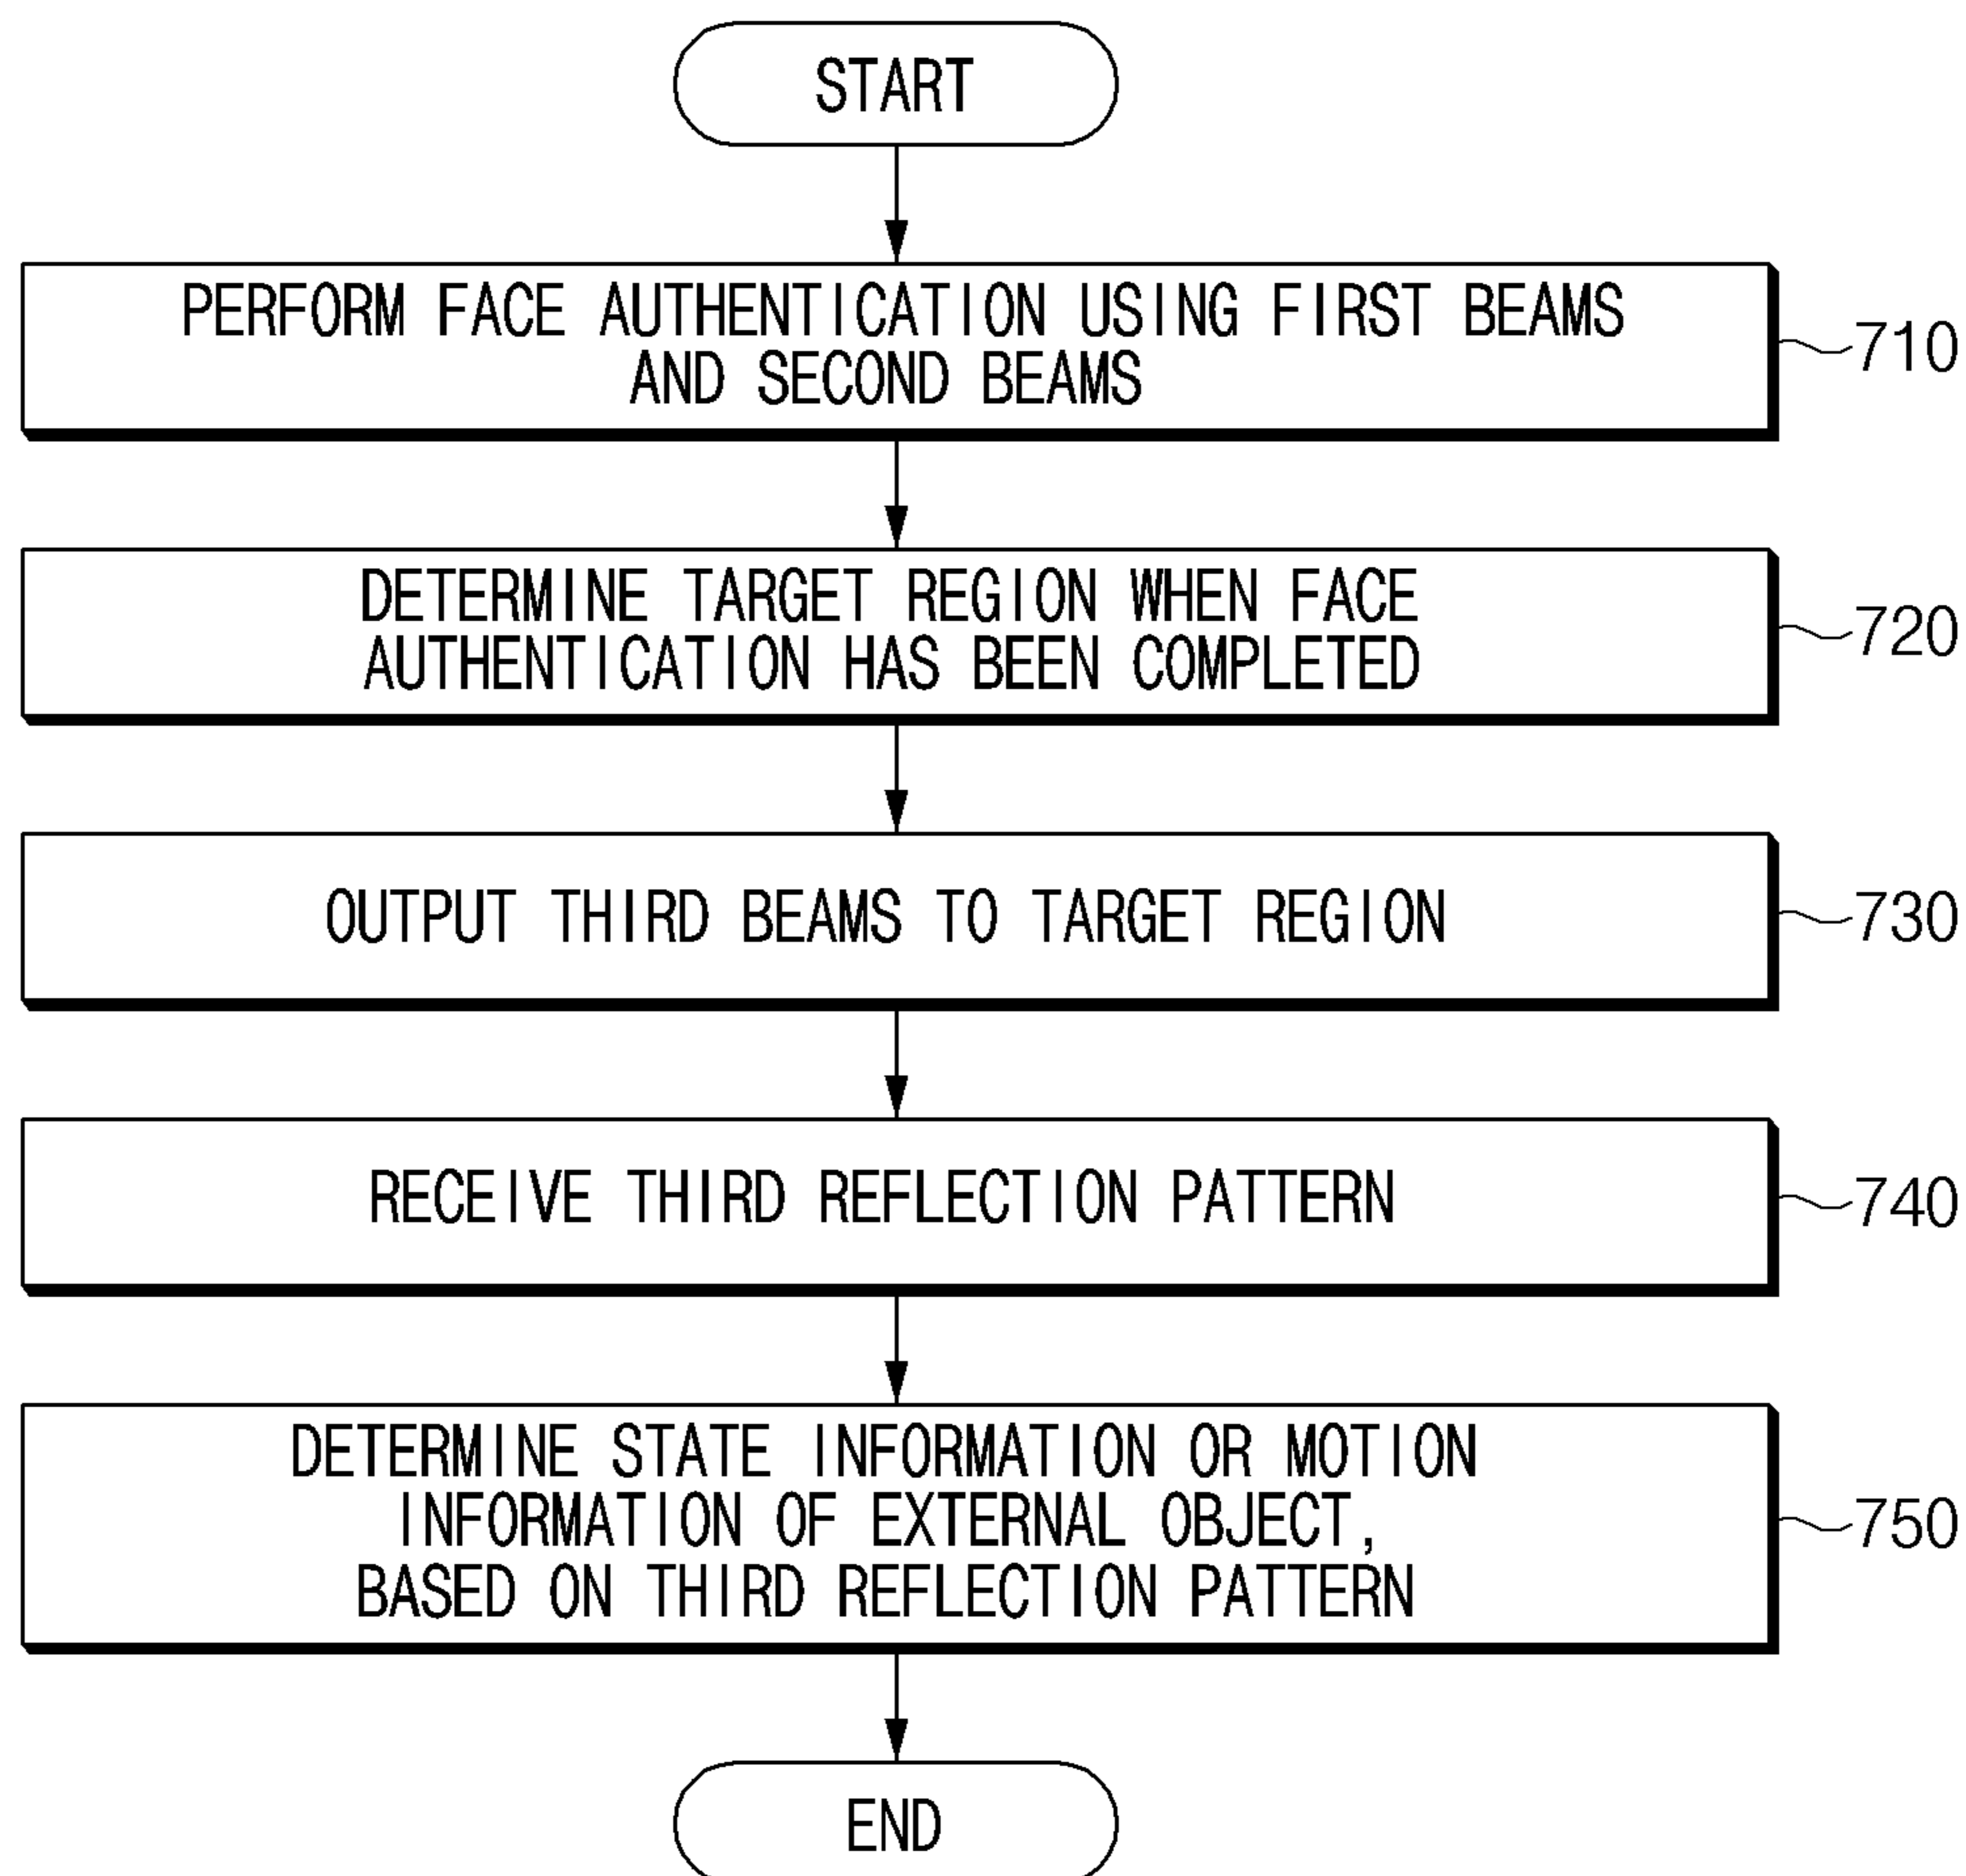 START
PERFORM FACE AUTHENTICATION USING FIRST BEAMS
AND SECOND BEAMS
710
DETERMINE TARGET REGION WHEN FACE
AUTHENTICATION HAS BEEN COMPLETED
720
OUTPUT THIRD BEAMS TO TARGET REGION
730
RECEIVE THIRD REFLECTION PATTERN
740
DETERMINE STATE INFORMATION OR MOTION
INFORMATION OF EXTERNAL OBJECT,
BASED ON THIRD REFLECTION PATTERN
750
END